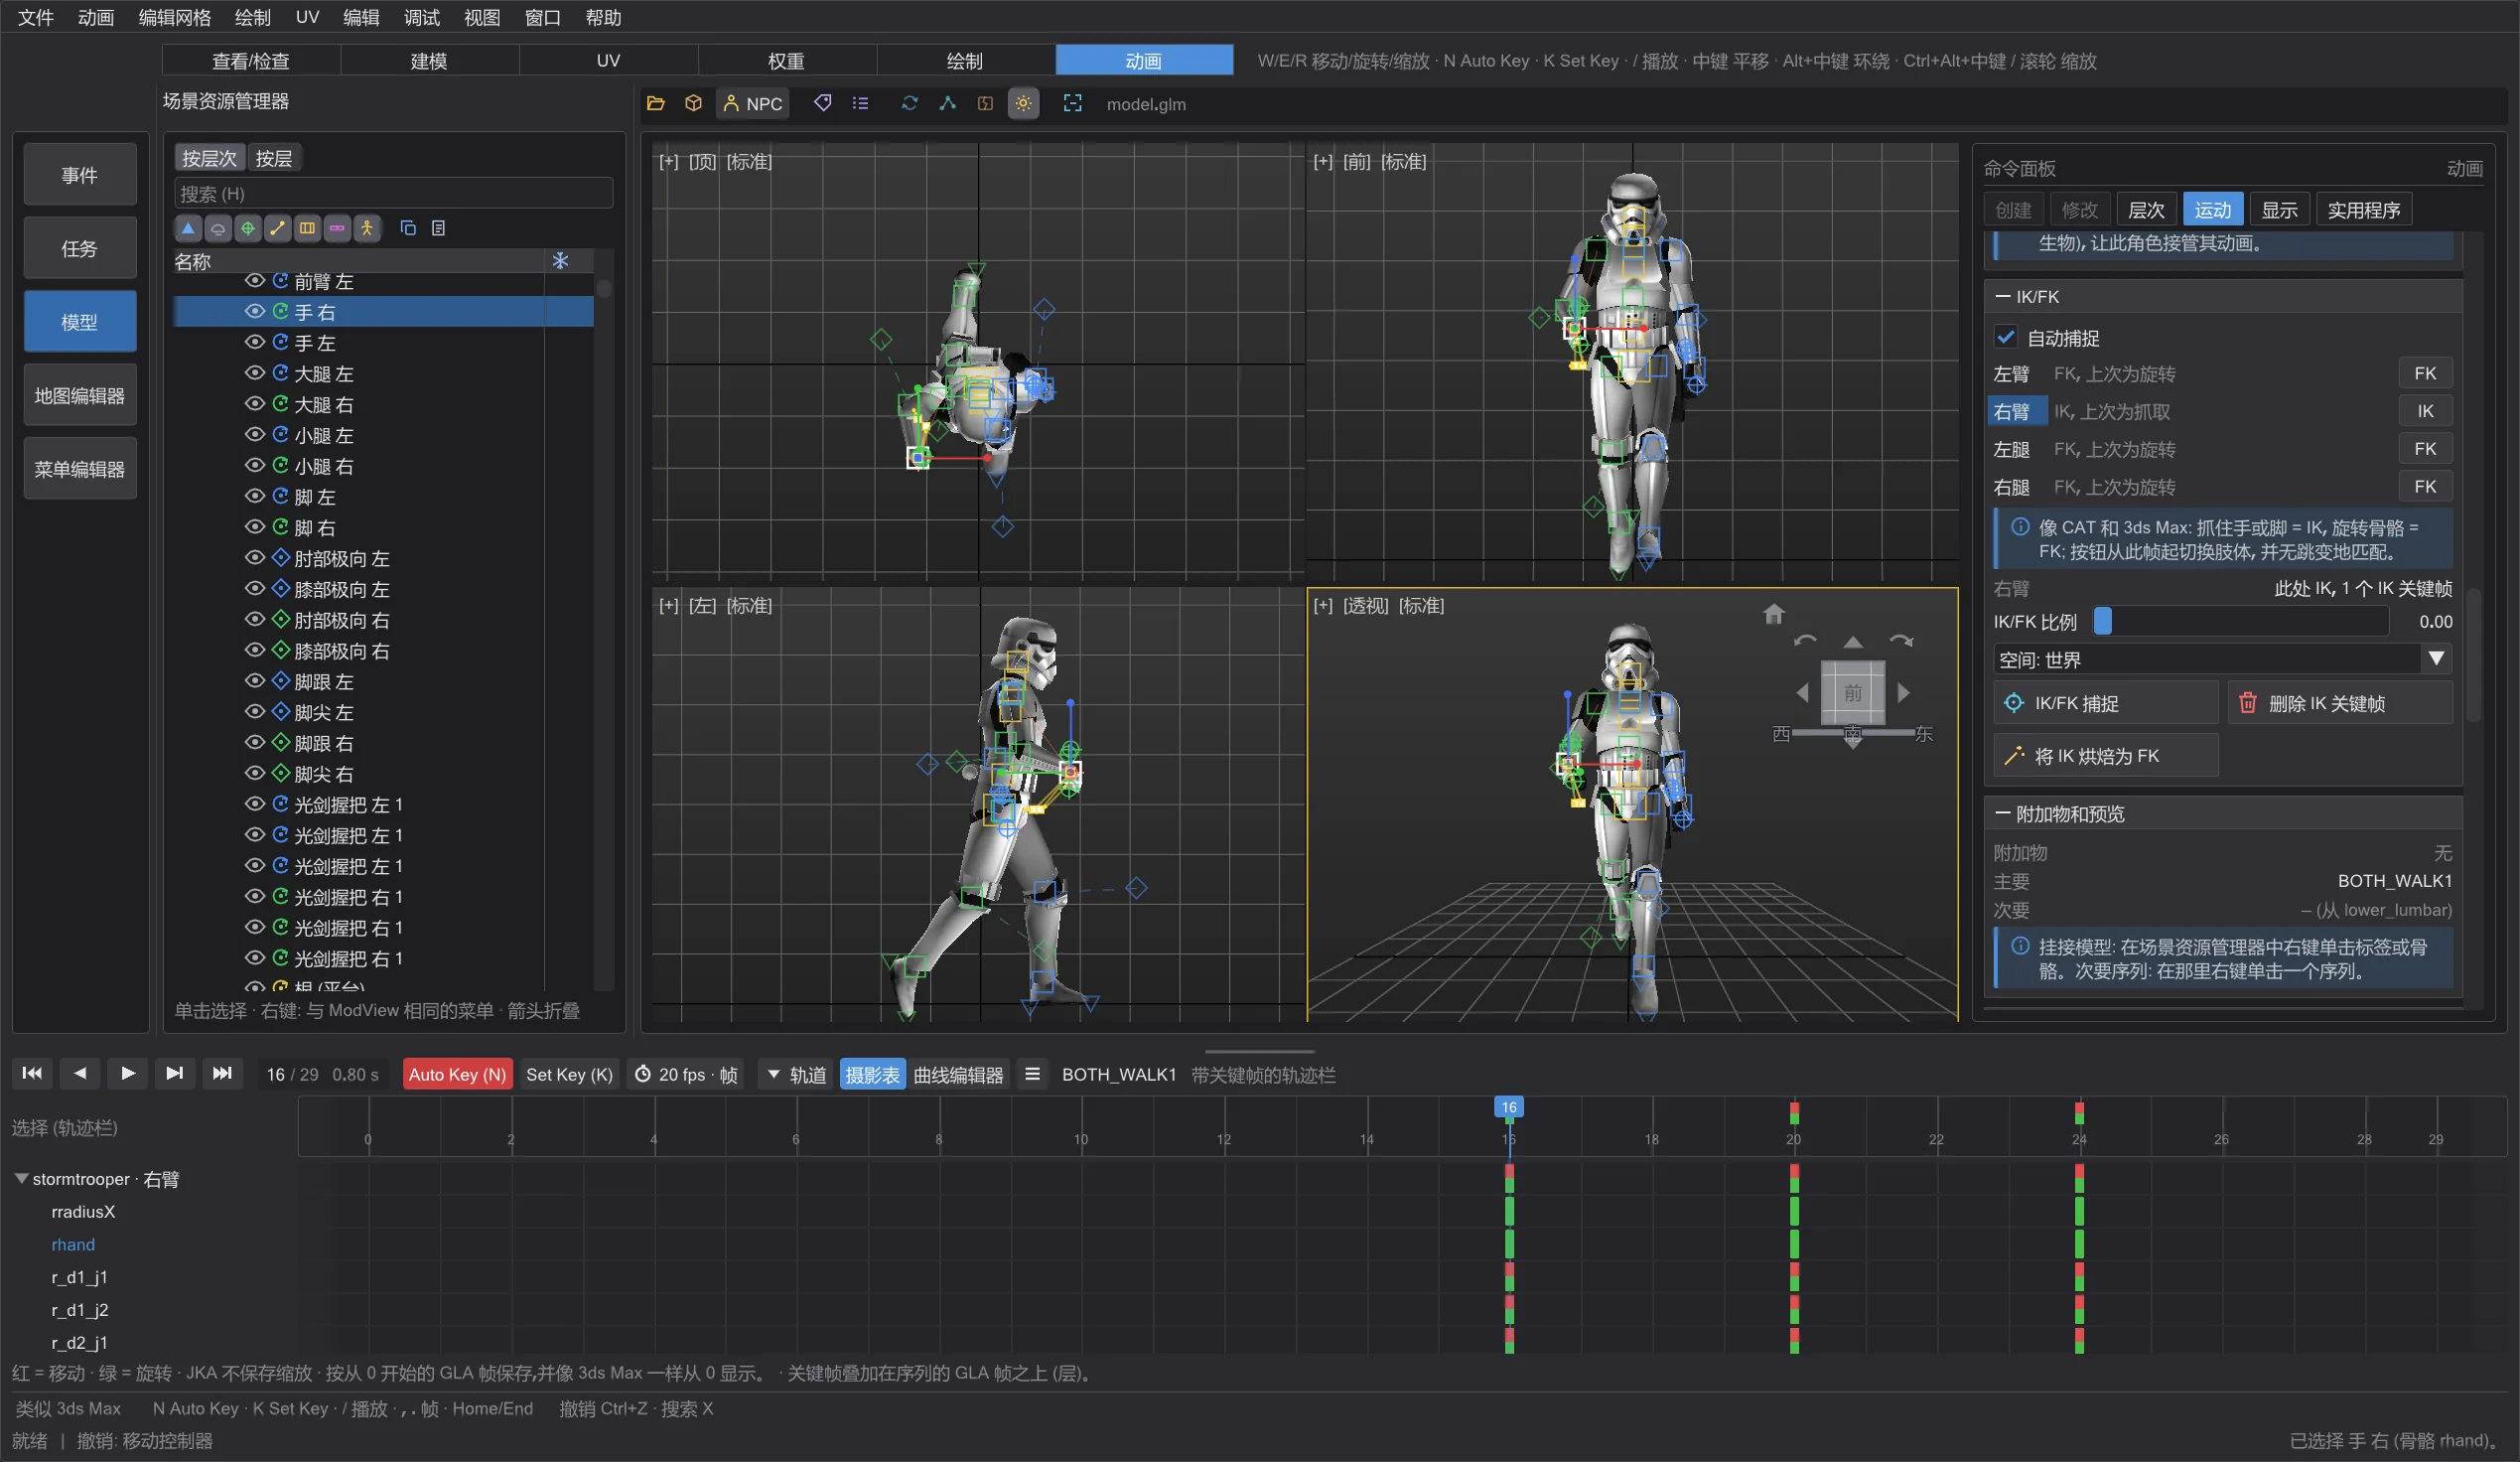 文件 动画 编辑网格 绘制 UV 编辑 调试 视图 窗口 帮助
查看/检查 建模 UV 权重 绘制 动画 W/E/R 移动/旋转/缩放 · N Auto Key · K Set Key · / 播放 · 中键 平移 · Alt+中键 环绕 · Ctrl+Alt+中键 / 滚轮 缩放
场景资源管理器
NPC model.glm
事件
任务
模型
地图编辑器
菜单编辑器
按层次 按层
搜索 (H)
名称
前臂 左
手 右
手 左
大腿 左
大腿 右
小腿 左
小腿 右
脚 左
脚 右
肘部极向 左
膝部极向 左
肘部极向 右
膝部极向 右
脚跟 左
脚尖 左
脚跟 右
脚尖 右
光剑握把 左 1
光剑握把 左 1
光剑握把 左 1
光剑握把 右 1
光剑握把 右 1
光剑握把 右 1
根 (平台)
单击选择 · 右键: 与 ModView 相同的菜单 · 箭头折叠
[+] [顶] [标准]
[+] [前] [标准]
[+] [左] [标准]
[+] [透视] [标准]
前
西 南 东
命令面板 动画
创建 修改 层次 运动 显示 实用程序
生物), 让此角色接管其动画。
IK/FK
自动捕捉
左臂 FK, 上次为旋转 FK
右臂 IK, 上次为抓取 IK
左腿 FK, 上次为旋转 FK
右腿 FK, 上次为旋转 FK
像 CAT 和 3ds Max: 抓住手或脚 = IK, 旋转骨骼 =
FK; 按钮从此帧起切换肢体, 并无跳变地匹配。
右臂 此处 IK, 1 个 IK 关键帧
IK/FK 比例 0.00
空间: 世界
IK/FK 捕捉 删除 IK 关键帧
将 IK 烘焙为 FK
附加物和预览
附加物 无
主要 BOTH_WALK1
次要 – (从 lower_lumbar)
挂接模型: 在场景资源管理器中右键单击标签或骨
骼。次要序列: 在那里右键单击一个序列。
16 / 29 0.80 s Auto Key (N) Set Key (K) 20 fps · 帧 轨道 摄影表 曲线编辑器 BOTH_WALK1 带关键帧的轨迹栏
选择 (轨迹栏)
16
0 2 4 6 8 10 12 14 16 18 20 22 24 26 28 29
stormtrooper · 右臂
rradiusX
rhand
r_d1_j1
r_d1_j2
r_d2_j1
红 = 移动 · 绿 = 旋转 · JKA 不保存缩放 · 按从 0 开始的 GLA 帧保存,并像 3ds Max 一样从 0 显示。 · 关键帧叠加在序列的 GLA 帧之上 (层)。
类似 3ds Max N Auto Key · K Set Key · / 播放 · , . 帧 · Home/End 撤销 Ctrl+Z · 搜索 X
就绪 | 撤销: 移动控制器
已选择 手 右 (骨骼 rhand)。